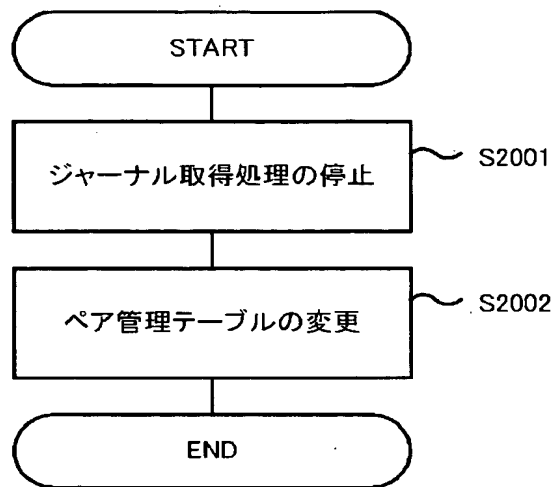 START
ジャーナル取得処理の停止
S2001
ペア管理テーブルの変更
S2002
END